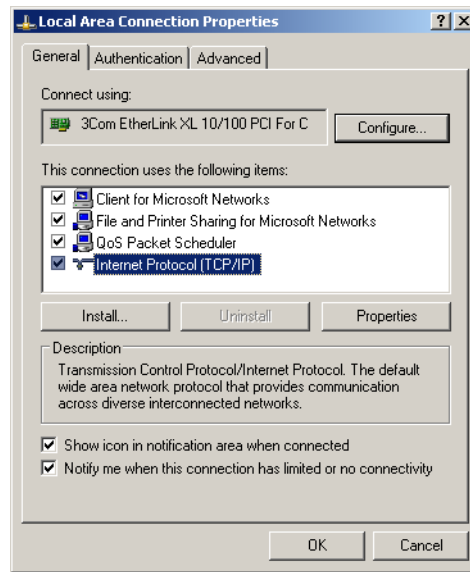 Local Area Connection Properties
General Authentication Advanced
Connect using:
3Com EtherLink XL 10/100 PCI For C Configure...
This connection uses the following items:
Client for Microsoft Networks
File and Printer Sharing for Microsoft Networks
QoS Packet Scheduler
Internet Protocol (TCP/IP)
Install... Uninstall Properties
Description
Transmission Control Protocol/Internet Protocol. The default
wide area network protocol that provides communication
across diverse interconnected networks.
Show icon in notification area when connected
Notify me when this connection has limited or no connectivity
OK Cancel